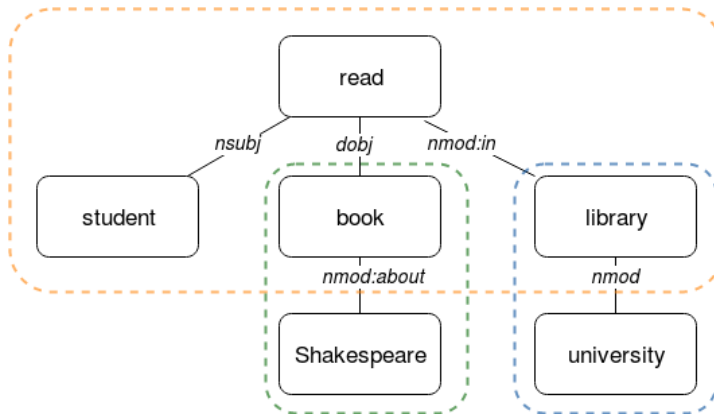 read
nsubj dobj nmod:in
student book library
nmod:about nmod
Shakespeare university